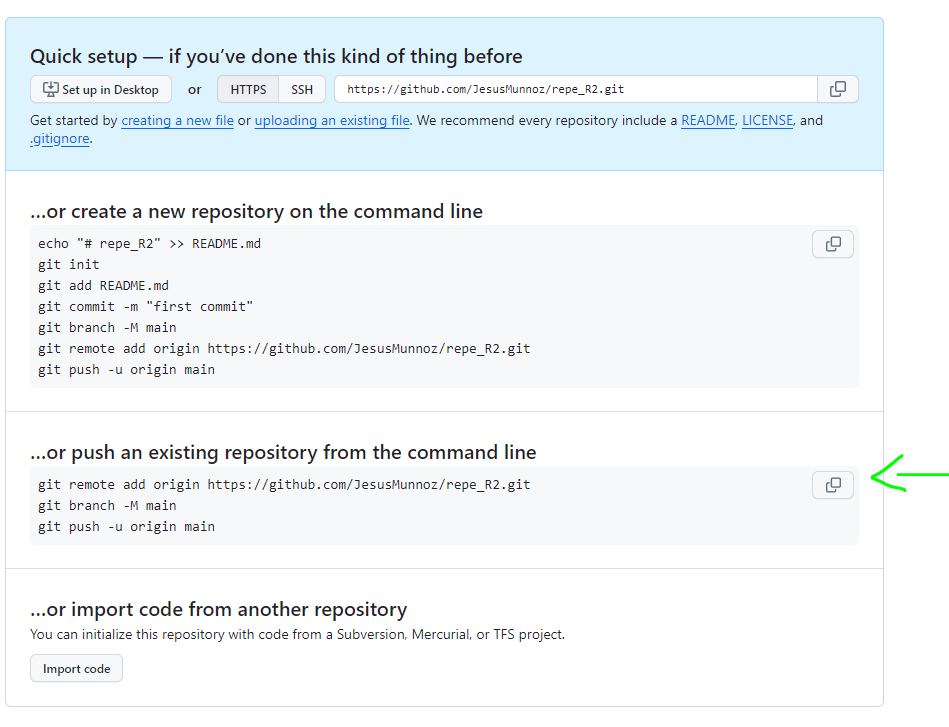 Quick setup — if you’ve done this kind of thing before
Set up in Desktop or HTTPS SSH https://github.com/JesusMunnoz/repe_R2.git
Get started by creating a new file or uploading an existing file. We recommend every repository include a README, LICENSE, and
.gitignore.
…or create a new repository on the command line
echo "# repe_R2" >> README.md
git init
git add README.md
git commit -m "first commit"
git branch -M main
git remote add origin https://github.com/JesusMunnoz/repe_R2.git
git push -u origin main
…or push an existing repository from the command line
git remote add origin https://github.com/JesusMunnoz/repe_R2.git
git branch -M main
git push -u origin main
…or import code from another repository
You can initialize this repository with code from a Subversion, Mercurial, or TFS project.
Import code